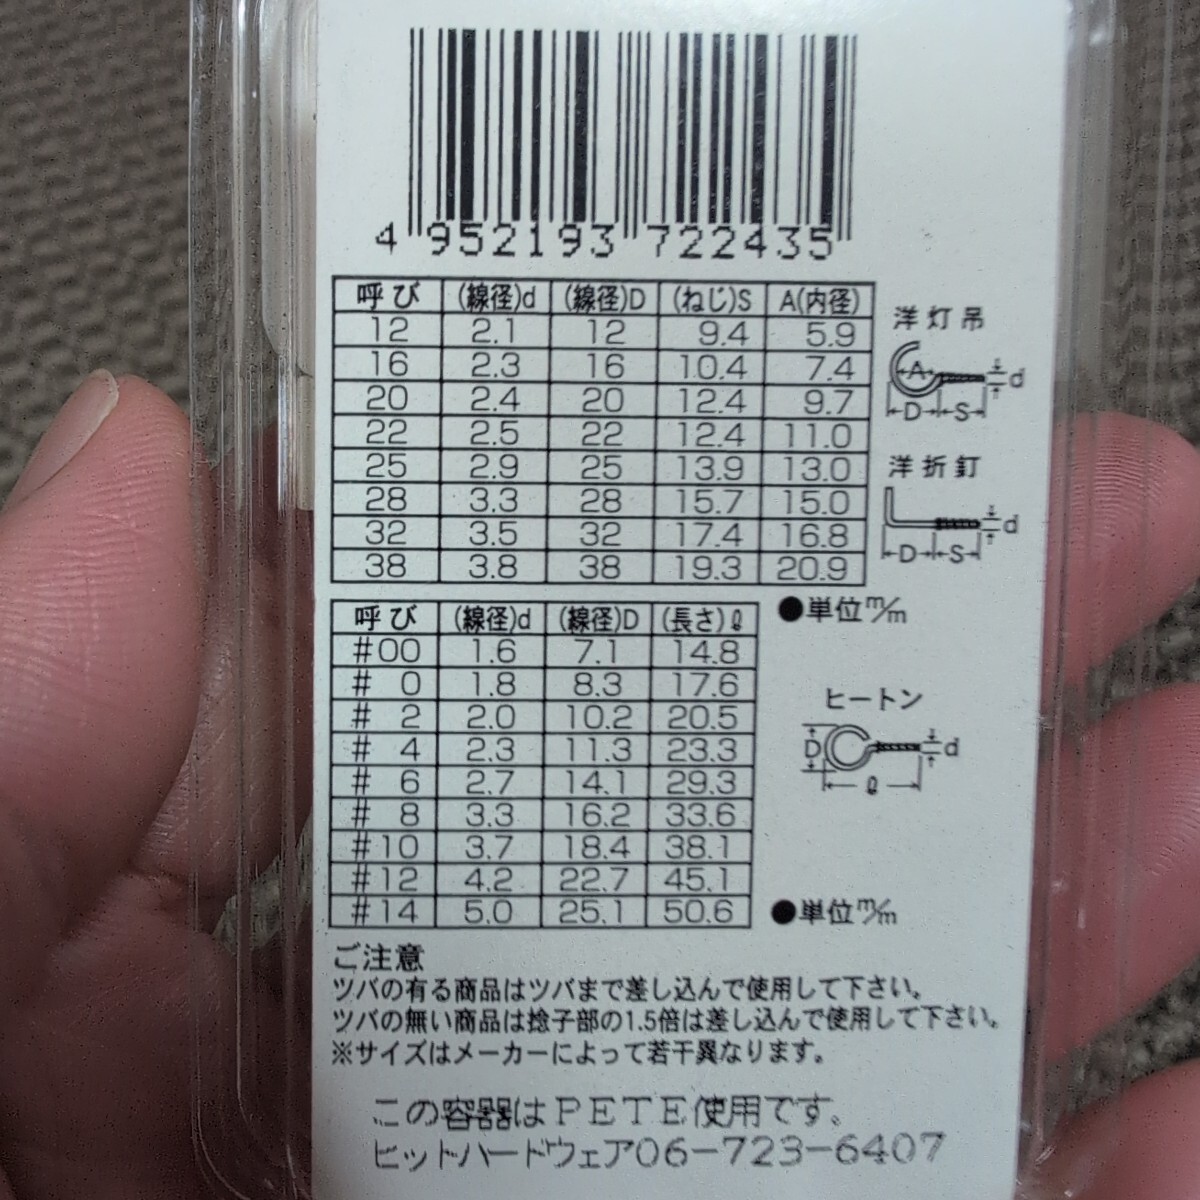 4 952193 722435
呼び (線径)d (線径)D (ねじ)S A(内径)
12 2.1 12 9.4 5.9
16 2.3 16 10.4 7.4
20 2.4 20 12.4 9.7
22 2.5 22 12.4 11.0
25 2.9 25 13.9 13.0
28 3.3 28 15.7 15.0
32 3.5 32 17.4 16.8
38 3.8 38 19.3 20.9
洋灯吊
A d
D S
洋折釘
d
D S
●単位m/m
呼び (線径)d (線径)D (長さ)ℓ
#00 1.6 7.1 14.8
# 0 1.8 8.3 17.6
# 2 2.0 10.2 20.5
# 4 2.3 11.3 23.3
# 6 2.7 14.1 29.3
# 8 3.3 16.2 33.6
#10 3.7 18.4 38.1
#12 4.2 22.7 45.1
#14 5.0 25.1 50.6
ヒートン
D d
ℓ
●単位m/m
ご注意
ツバの有る商品はツバまで差し込んで使用して下さい。
ツバの無い商品は捻子部の1.5倍は差し込んで使用して下さい。
※サイズはメーカーによって若干異なります。
この容器はPETE使用です。
ヒットハードウェア06-723-6407